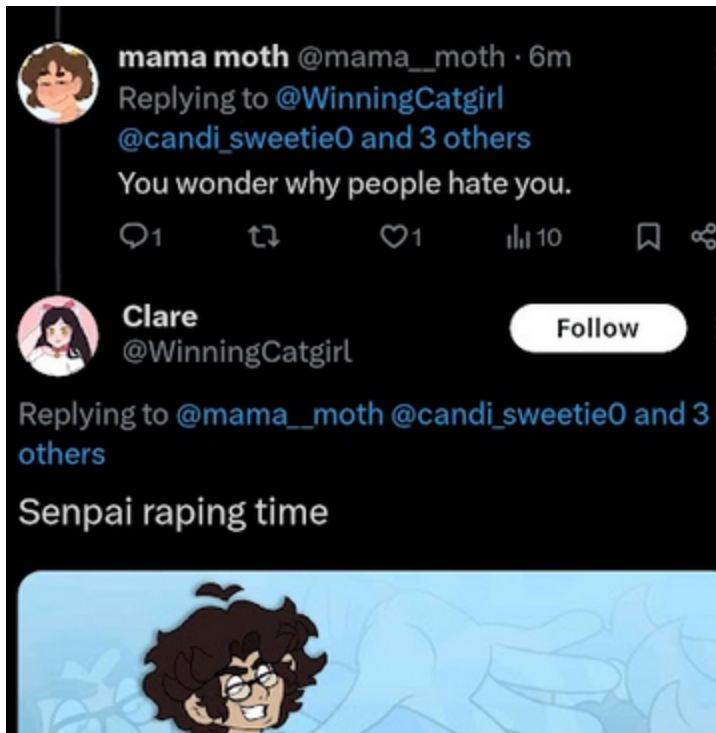 mama moth @mama__moth · 6m
Replying to @WinningCatgirl
@candi_sweetie0 and 3 others
You wonder why people hate you.
1 1 10
Clare
Follow
@WinningCatgirl
Replying to @mama__moth @candi_sweetie0 and 3
others
Senpai raping time